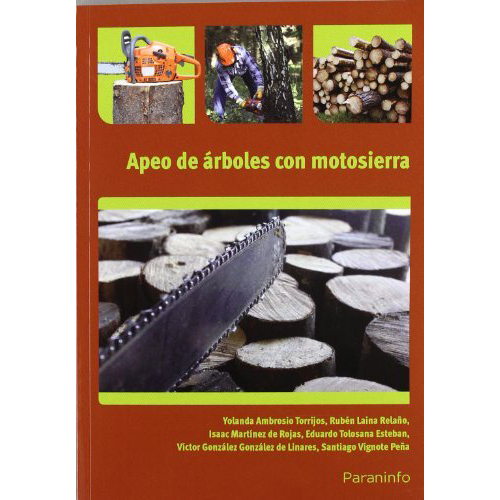 Apeo de árboles con motosierra
Yolanda Ambrosio Torrijos, Rubén Laina Relaño,
Isaac Martínez de Rojas, Eduardo Tolosana Esteban,
Víctor González González de Linares, Santiago Vignote Peña
Paraninfo